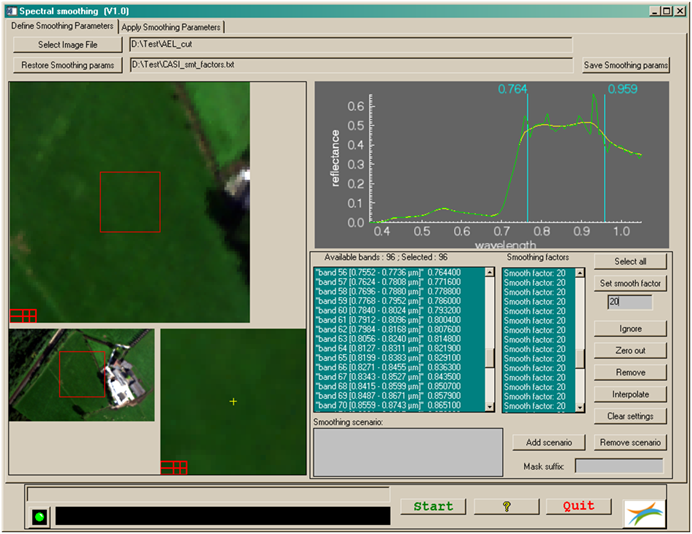 Spectral smoothing (V1.0)
Define Smoothing Parameters Apply Smoothing Parameters
Select Image File D:\Test\AEL_cut
Restore Smoothing params D:\Test\CASI_smt_factors.txt Save Smoothing params
0.764 0.959
0.6
0.5
0.4
0.3
0.2
0.1
0.0
reflectance
0.4 0.5 0.6 0.7 0.8 0.9 1.0
wavelength
Available bands : 96 ; Selected : 96 Smoothing factors Select all
"band 56 [0.7552 - 0.7736 µm]" 0.764400 Smooth factor: 20
"band 57 [0.7624 - 0.7808 µm]" 0.771600 Smooth factor: 20
"band 58 [0.7696 - 0.7880 µm]" 0.778800 Smooth factor: 20
"band 59 [0.7768 - 0.7952 µm]" 0.786000 Smooth factor: 20
"band 60 [0.7840 - 0.8024 µm]" 0.793200 Smooth factor: 20
"band 61 [0.7912 - 0.8096 µm]" 0.800400 Smooth factor: 20
"band 62 [0.7984 - 0.8168 µm]" 0.807600 Smooth factor: 20
"band 63 [0.8056 - 0.8240 µm]" 0.814800 Smooth factor: 20
"band 64 [0.8127 - 0.8311 µm]" 0.821900 Smooth factor: 20
"band 65 [0.8199 - 0.8383 µm]" 0.829100 Smooth factor: 20
"band 66 [0.8271 - 0.8455 µm]" 0.836300 Smooth factor: 20
"band 67 [0.8343 - 0.8527 µm]" 0.843500 Smooth factor: 20
"band 68 [0.8415 - 0.8599 µm]" 0.850700 Smooth factor: 20
"band 69 [0.8487 - 0.8671 µm]" 0.857900 Smooth factor: 20
"band 70 [0.8559 - 0.8743 µm]" 0.865100 Smooth factor: 20
Set smooth factor
20
Ignore
Zero out
Remove
Interpolate
Clear settings
Smoothing scenario:
Add scenario Remove scenario
Mask suffix:
Start ? Quit